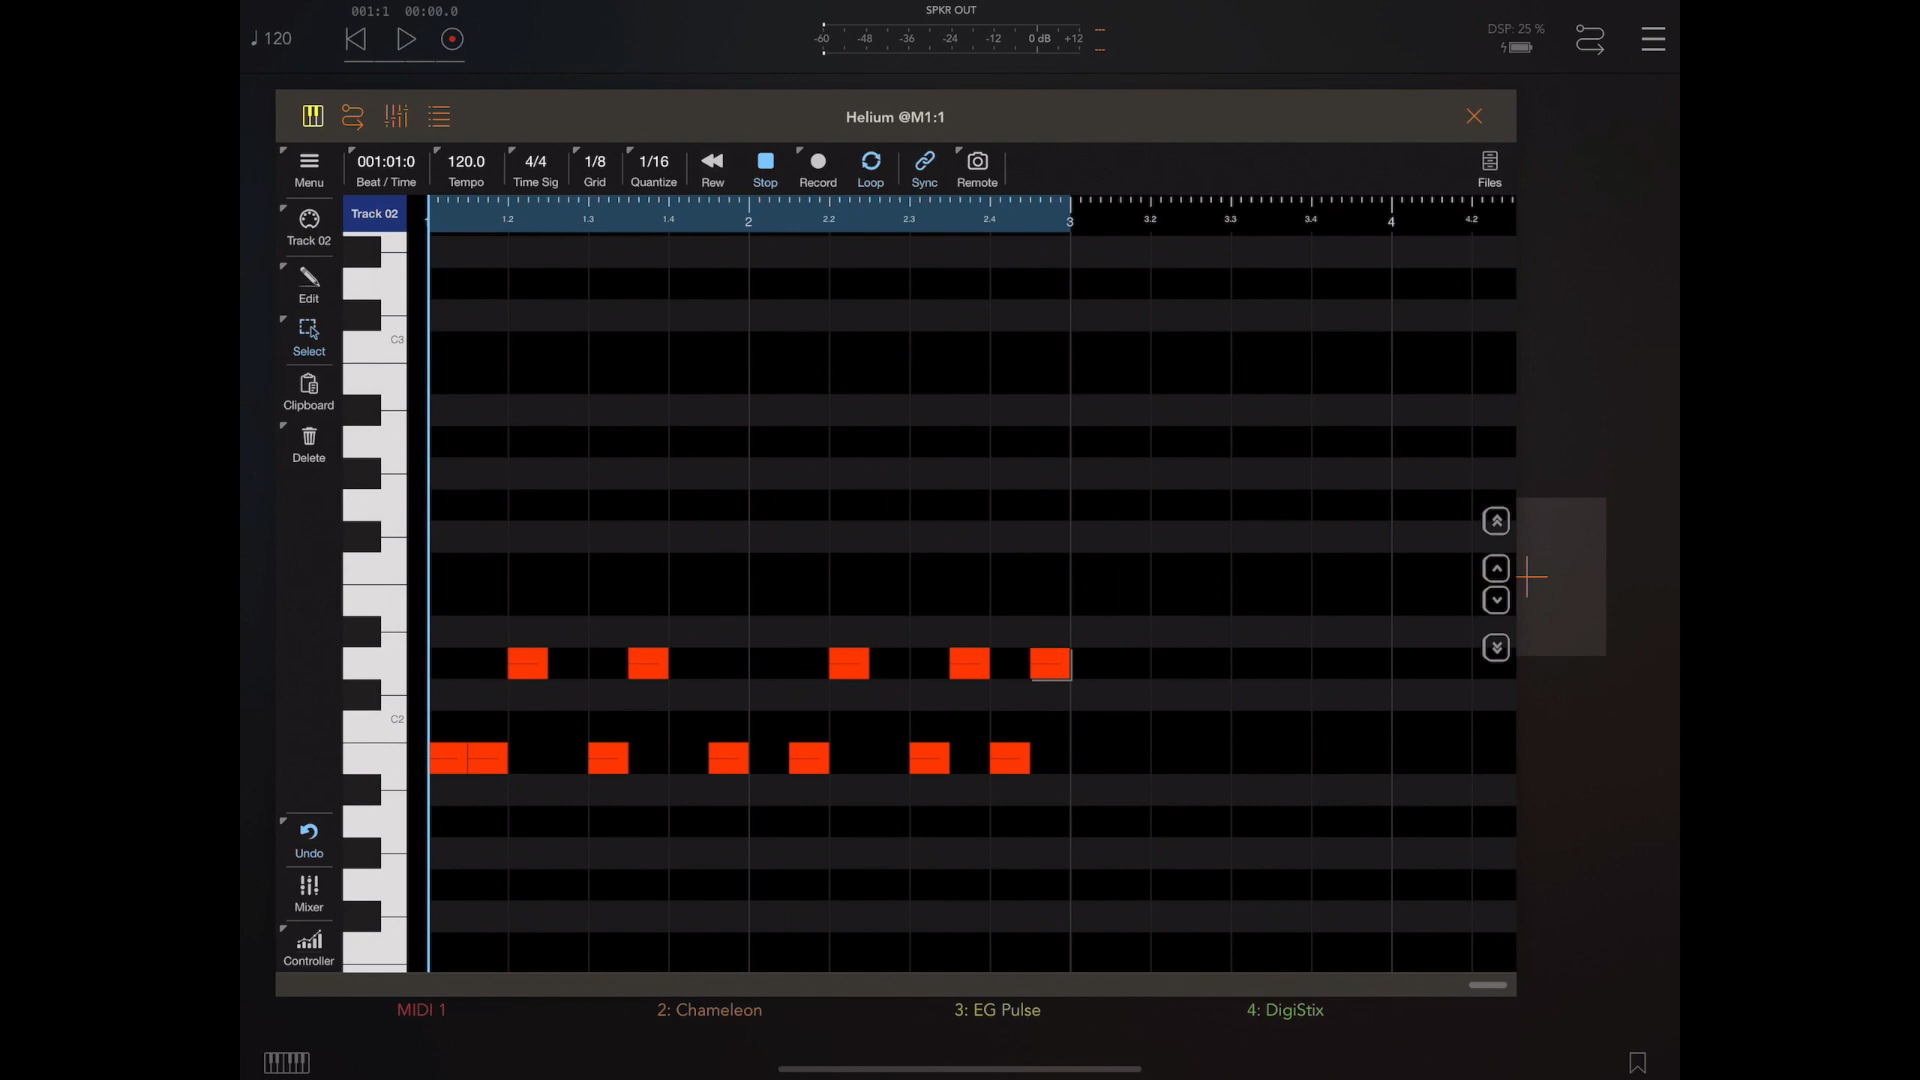 001:1 00:00.0
SPKR OUT
♩120
-60 -48 -36 -24 -12 0 dB +12
DSP: 25 %
Helium @M1:1
001:01:0 120.0 4/4 1/8 1/16
Menu Beat / Time Tempo Time Sig Grid Quantize Rew Stop Record Loop Sync Remote Files
Track 02
1 1.2 1.3 1.4 2 2.2 2.3 2.4 3 3.2 3.3 3.4 4 4.2
Track 02
Edit
C3
Select
Clipboard
Delete
C2
Undo
Mixer
Controller
MIDI 1 2: Chameleon 3: EG Pulse 4: DigiStix